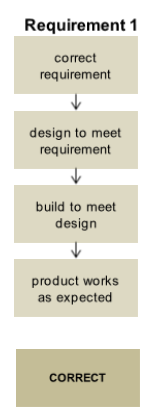 Requirement 1
correct
requirement
design to meet
requirement
build to meet
design
product works
as expected
CORRECT